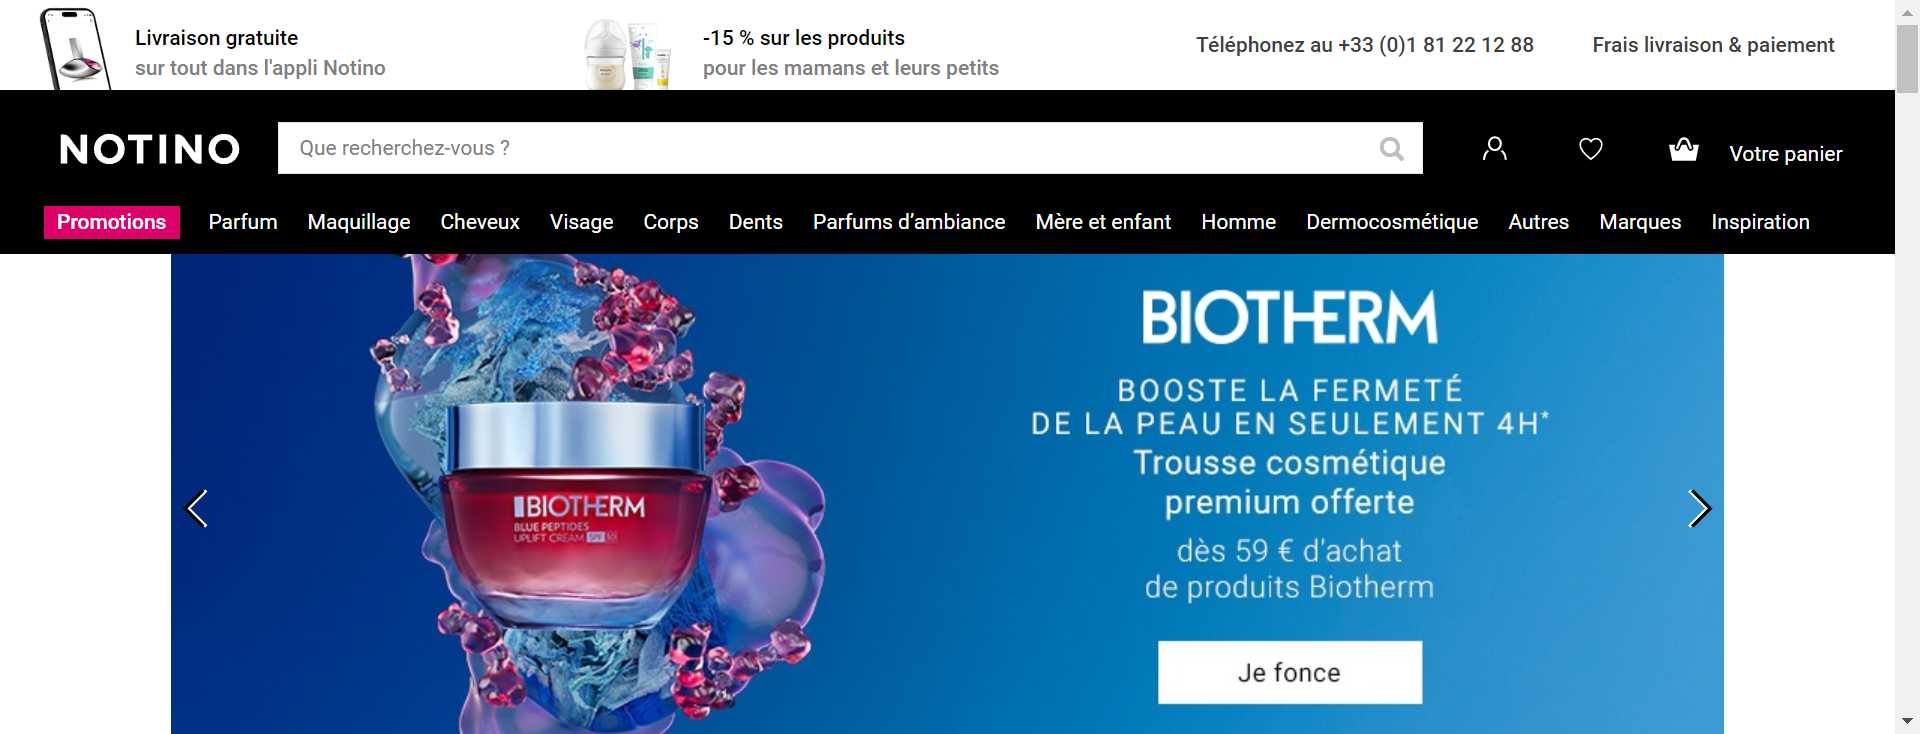 Livraison gratuite
sur tout dans l'appli Notino
-15 % sur les produits
pour les mamans et leurs petits
Téléphonez au +33 (0)1 81 22 12 88
Frais livraison & paiement
NOTINO
Que recherchez-vous ?
Votre panier
Promotions Parfum Maquillage Cheveux Visage Corps Dents Parfums d’ambiance Mère et enfant Homme Dermocosmétique Autres Marques Inspiration
BIOTHERM
BOOSTE LA FERMETÉ
DE LA PEAU EN SEULEMENT 4H*
Trousse cosmétique
premium offerte
dès 59 € d'achat
de produits Biotherm
Je fonce
BIOTHERM
BLUE PEPTIDES
UPLIFT CREAM SPF 30